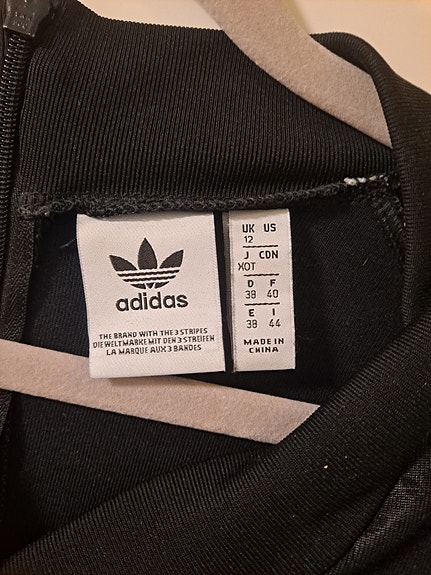 adidas
THE BRAND WITH THE 3 STRIPES
DIE WELTMARKE MIT DEN 3 STREIFEN
LA MARQUE AUX 3 BANDES
UK US
12
J CDN
XOT
D F
38 40
E I
38 44
MADE IN
CHINA